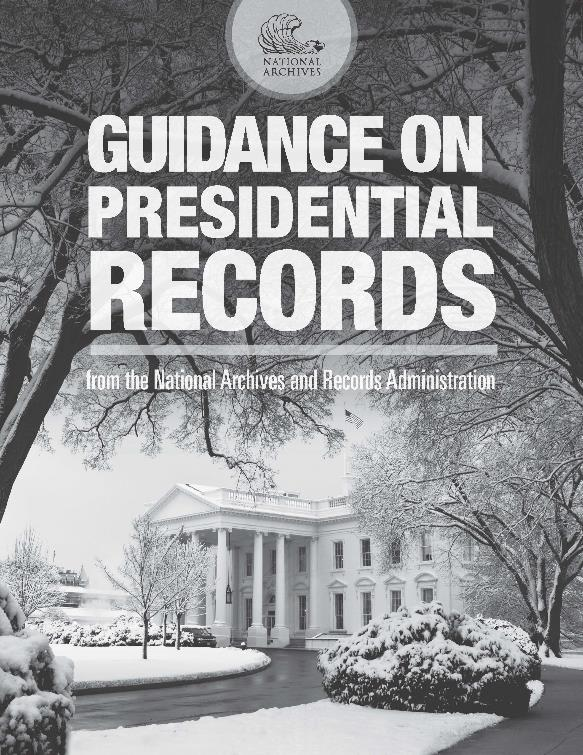 NATIONAL
ARCHIVES
GUIDANCE ON
PRESIDENTIAL
RECORDS
from the National Archives and Records Administration